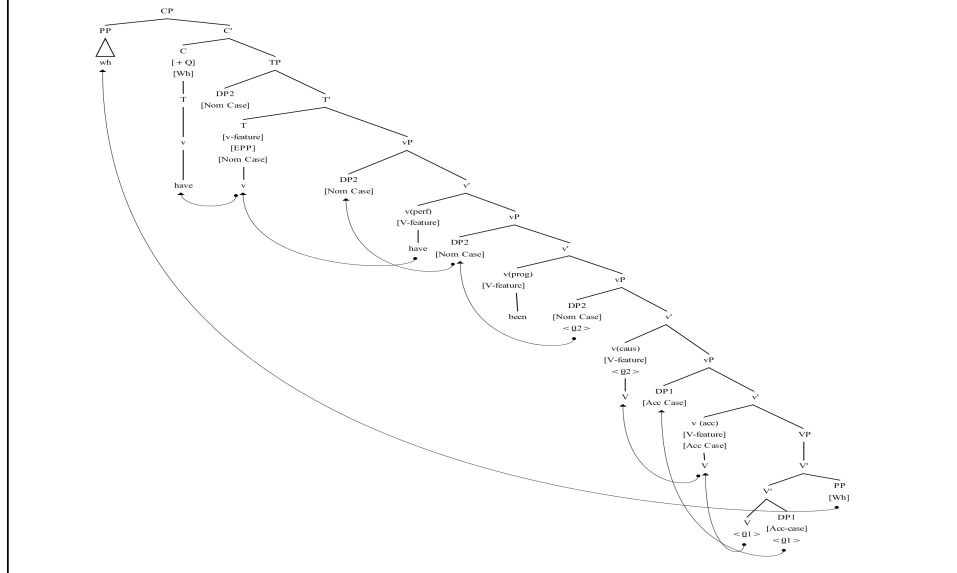 CP
PP
C'
wh
C
[+Q]
[Wh]
TP
T
DP2
[Nom Case]
T'
v
T
[v-feature]
[EPP]
[Nom Case]
vP
have
v
DP2
[Nom Case]
v'
v(perf)
[V-feature]
vP
have
DP2
[Nom Case]
v'
v(prog)
[V-feature]
vP
been
DP2
[Nom Case]
<θ2>
v'
v(caus)
[V-feature]
<θ2>
vP
V
DP1
[Acc Case]
v'
v (acc)
[V-feature]
[Acc Case]
VP
V
V'
V'
PP
[Wh]
V
<θ1>
DP1
[Acc-case]
<θ1>